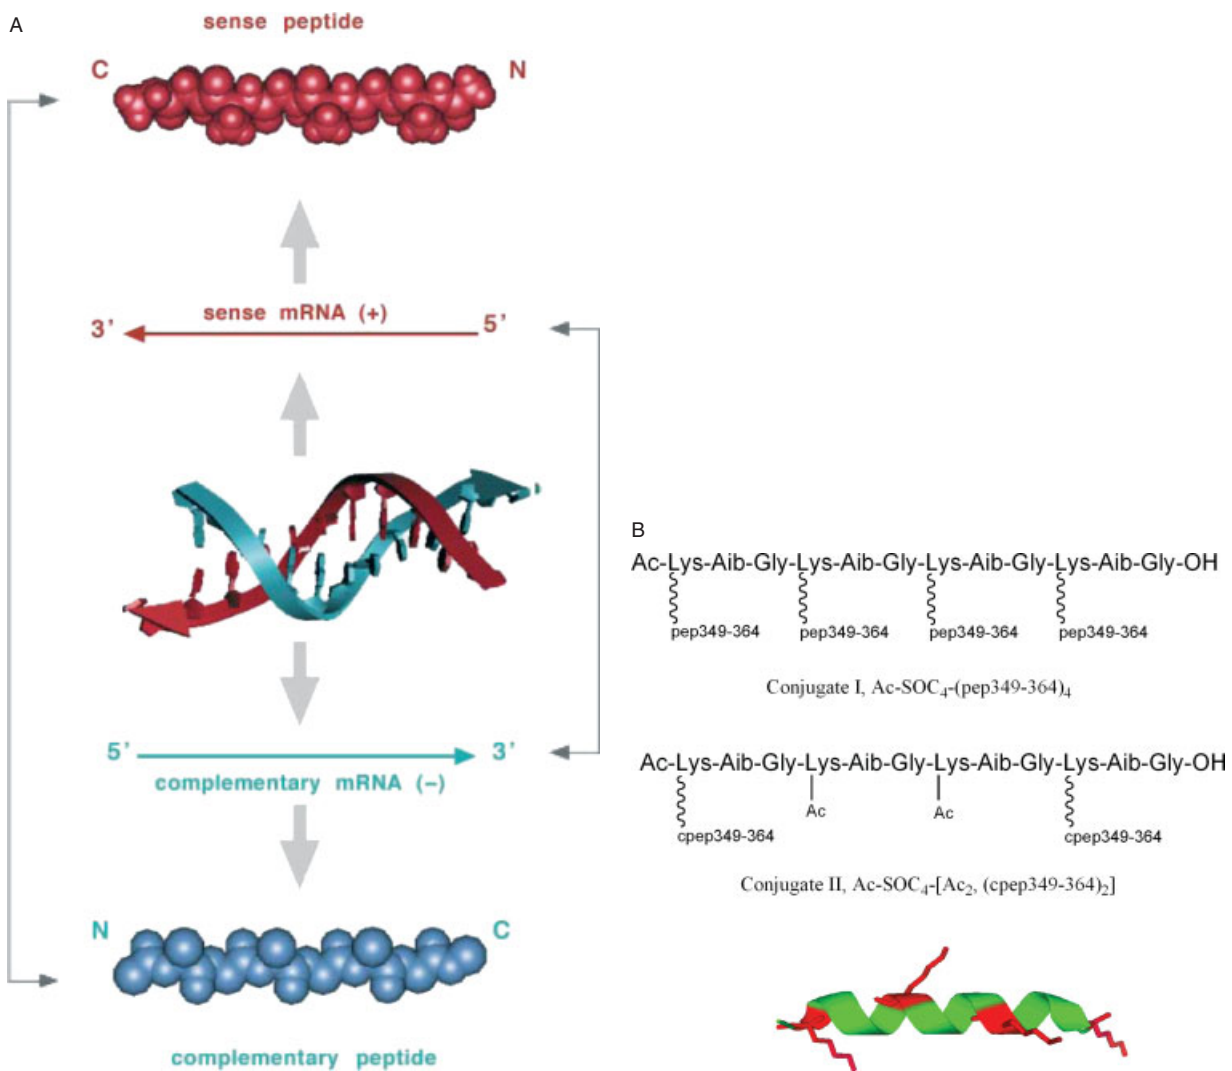 A
sense peptide
C N
sense mRNA (+)
3’ 5’
5’ 3’
complementary mRNA (–)
N C
complementary peptide
B
Ac-Lys-Aib-Gly-Lys-Aib-Gly-Lys-Aib-Gly-Lys-Aib-Gly-OH
pep349-364 pep349-364 pep349-364 pep349-364
Conjugate I, Ac-SOC4-(pep349-364)4
Ac-Lys-Aib-Gly-Lys-Aib-Gly-Lys-Aib-Gly-Lys-Aib-Gly-OH
Ac Ac
cpep349-364 cpep349-364
Conjugate II, Ac-SOC4-[Ac2, (cpep349-364)2]